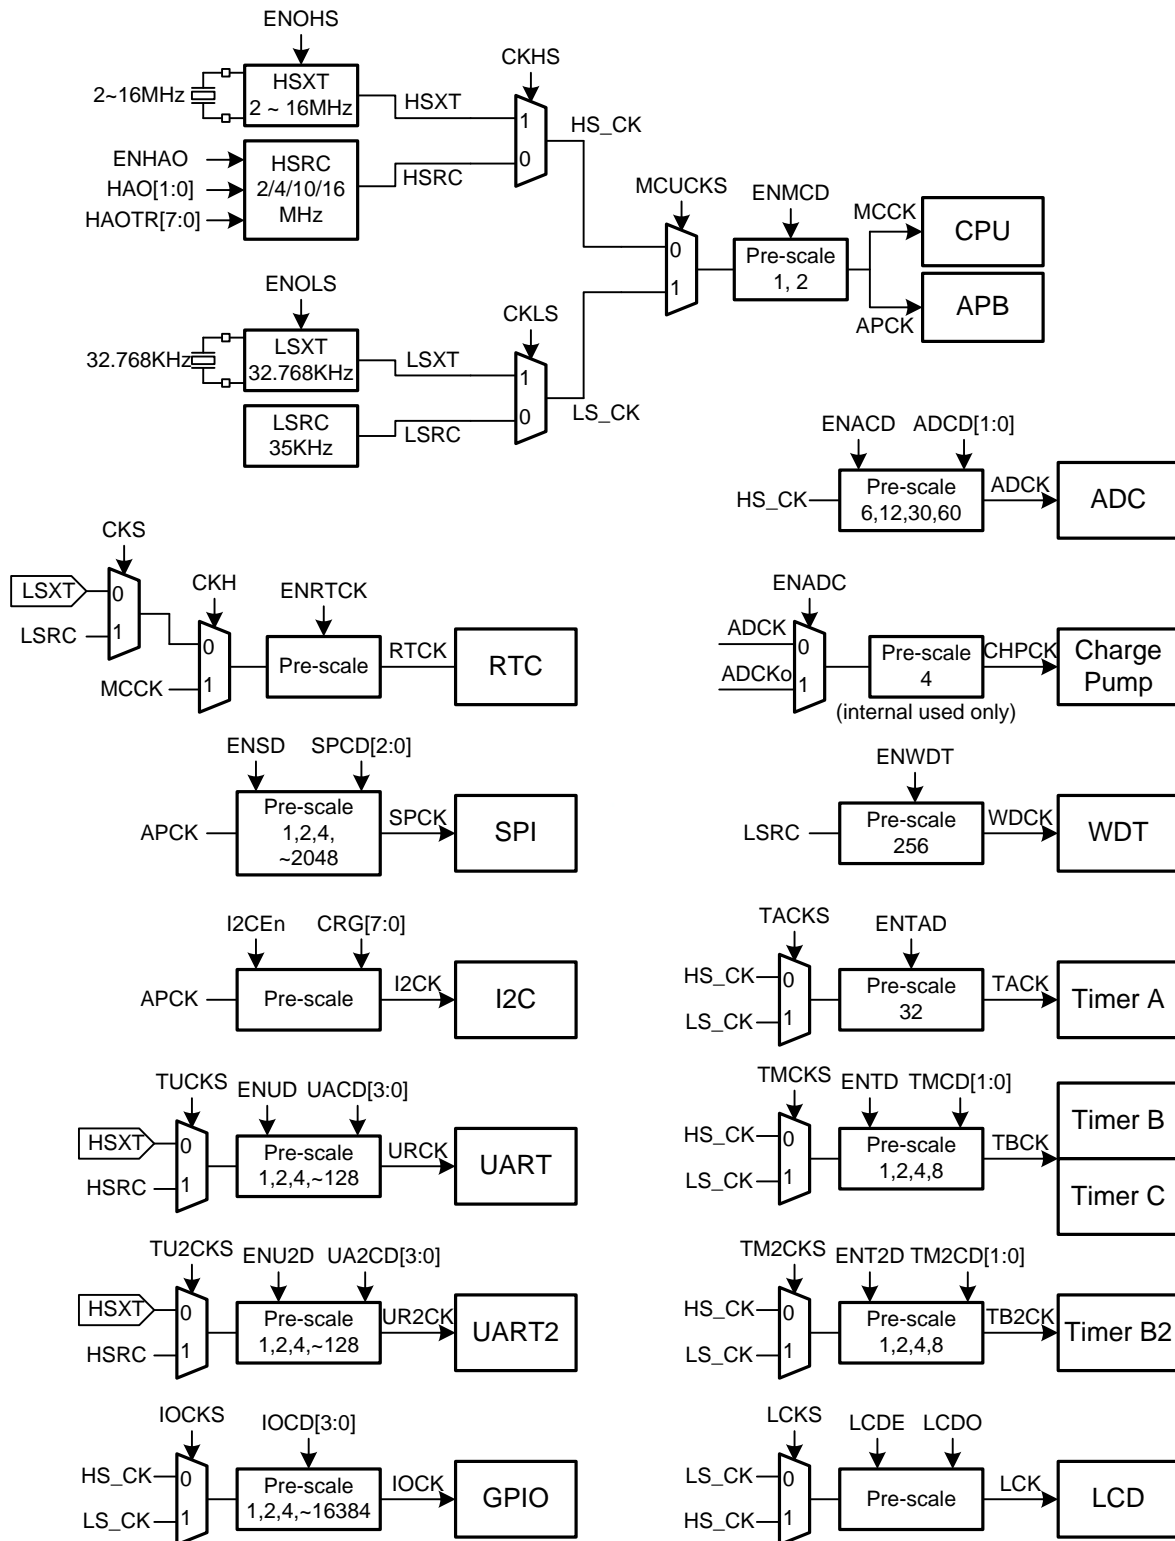 ENOHS
2~16MHz
HSXT
2 ~ 16MHz
HSXT
CKHS
1
0
HS_CK
ENHAO
HAO[1:0]
HAOTR[7:0]
HSRC
2/4/10/16
MHz
HSRC
MCUCKS
0
1
ENMCD
Pre-scale
1, 2
MCCK
CPU
APCK
APB
ENOLS
32.768KHz
LSXT
32.768KHz
LSXT
CKLS
1
0
LS_CK
LSRC
35KHz
LSRC
ENACD
ADCD[1:0]
HS_CK
Pre-scale
6,12,30,60
ADCK
ADC
CKS
LSXT
LSRC
0
1
CKH
MCCK
0
1
ENRTCK
Pre-scale
RTCK
RTC
ENADC
ADCK
ADCKo
0
1
Pre-scale
4
(internal used only)
CHPCK
Charge
Pump
ENSD
SPCD[2:0]
APCK
Pre-scale
1,2,4,
~2048
SPCK
SPI
ENWDT
LSRC
Pre-scale
256
WDCK
WDT
I2CEn
CRG[7:0]
APCK
Pre-scale
I2CK
I2C
TACKS
ENTAD
HS_CK
LS_CK
0
1
Pre-scale
32
TACK
Timer A
TUCKS
ENUD
UACD[3:0]
HSXT
HSRC
0
1
Pre-scale
1,2,4,~128
URCK
UART
TMCKS
ENTD
TMCD[1:0]
HS_CK
LS_CK
0
1
Pre-scale
1,2,4,8
TBCK
Timer B
Timer C
TU2CKS
ENU2D
UA2CD[3:0]
HSXT
HSRC
0
1
Pre-scale
1,2,4,~128
UR2CK
UART2
TM2CKS
ENT2D
TM2CD[1:0]
HS_CK
LS_CK
0
1
Pre-scale
1,2,4,8
TB2CK
Timer B2
IOCKS
IOCD[3:0]
HS_CK
LS_CK
0
1
Pre-scale
1,2,4,~16384
IOCK
GPIO
LCKS
LCDE
LCDO
LS_CK
HS_CK
0
1
Pre-scale
LCK
LCD